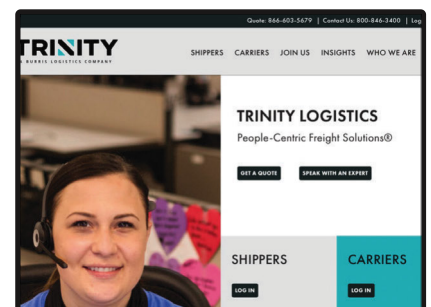 Quote: 866-603-5679 | Contact Us: 800-846-3400 | Log
TRINITY
A BURRIS LOGISTICS COMPANY
SHIPPERS CARRIERS JOIN US INSIGHTS WHO WE ARE
TRINITY LOGISTICS
People-Centric Freight Solutions®
GET A QUOTE SPEAK WITH AN EXPERT
SHIPPERS
LOG IN
CARRIERS
LOG IN